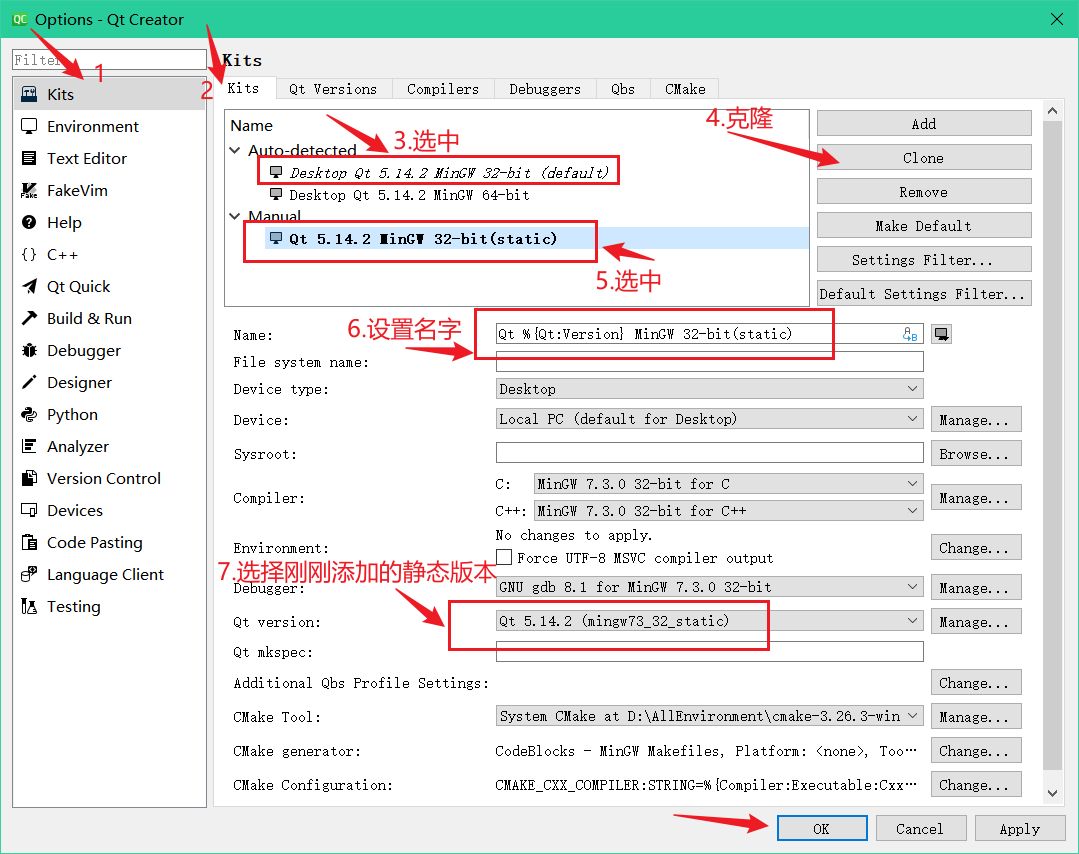 QC Options - Qt Creator
Filter
1
Kits
Environment
Text Editor
FakeVim
Help
C++
Qt Quick
Build & Run
Debugger
Designer
Python
Analyzer
Version Control
Devices
Code Pasting
Language Client
Testing
Kits
2
Kits Qt Versions Compilers Debuggers Qbs CMake
Name
Auto-detected
3.选中
Desktop Qt 5.14.2 MinGW 32-bit (default)
Desktop Qt 5.14.2 MinGW 64-bit
Manual
Qt 5.14.2 MinGW 32-bit(static)
5.选中
4.克隆
Add
Clone
Remove
Make Default
Settings Filter...
Default Settings Filter...
6.设置名字
Name: Qt %{Qt:Version} MinGW 32-bit(static)
File system name:
Device type: Desktop
Device: Local PC (default for Desktop) Manage...
Sysroot: Browse...
Compiler: C: MinGW 7.3.0 32-bit for C
C++: MinGW 7.3.0 32-bit for C++ Manage...
Environment: No changes to apply. Change...
Force UTF-8 MSVC compiler output
7.选择刚刚添加的静态版本
Debugger: GNU gdb 8.1 for MinGW 7.3.0 32-bit Manage...
Qt version: Qt 5.14.2 (mingw73_32_static) Manage...
Qt mkspec:
Additional Qbs Profile Settings: Change...
CMake Tool: System CMake at D:\AllEnvironment\cmake-3.26.3-win Manage...
CMake generator: CodeBlocks - MinGW Makefiles, Platform: <none>, Too… Change...
CMake Configuration: CMAKE_CXX_COMPILER:STRING=%{Compiler:Executable:Cxx… Change...
OK Cancel Apply